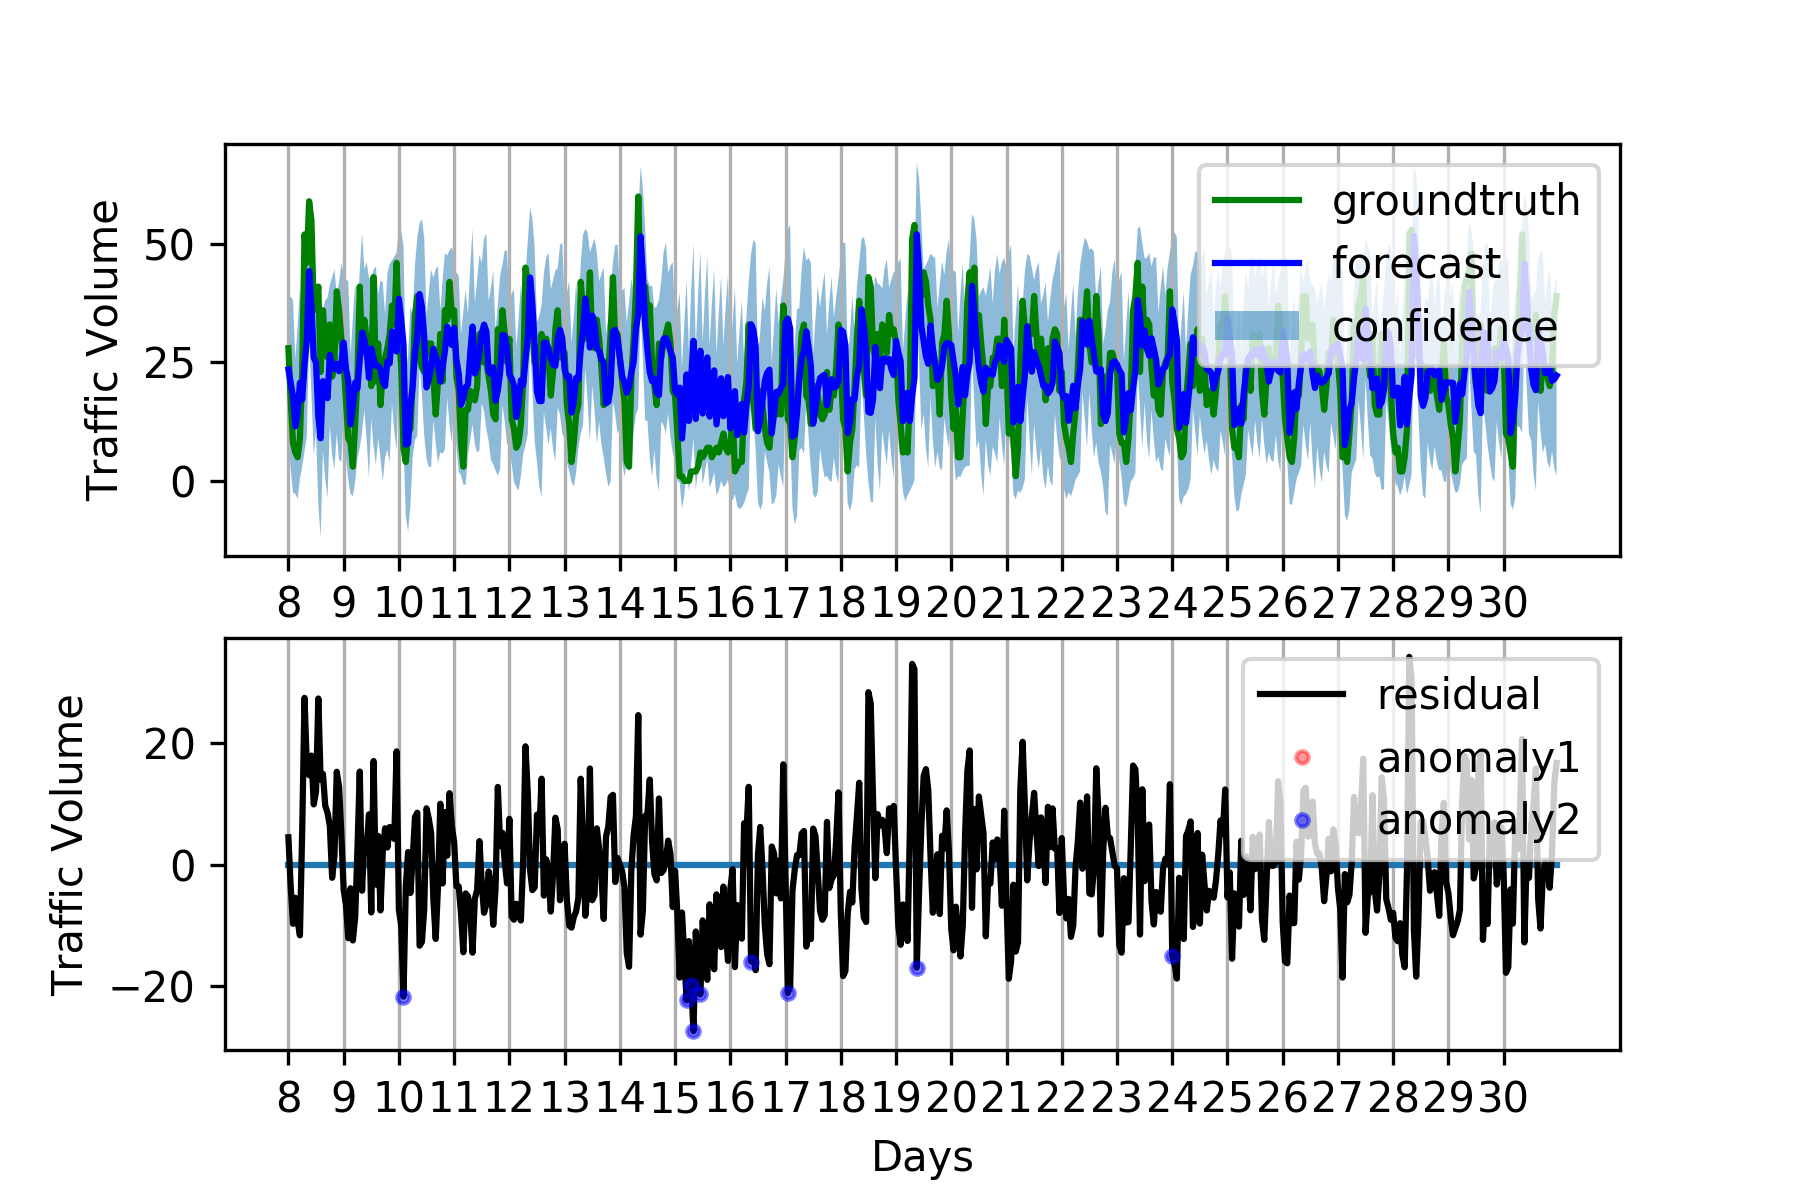 Traffic Volume
50
25
0
groundtruth
forecast
confidence
8 9 10 11 12 13 14 15 16 17 18 19 20 21 22 23 24 25 26 27 28 29 30
Traffic Volume
20
0
−20
residual
anomaly1
anomaly2
8 9 10 11 12 13 14 15 16 17 18 19 20 21 22 23 24 25 26 27 28 29 30
Days